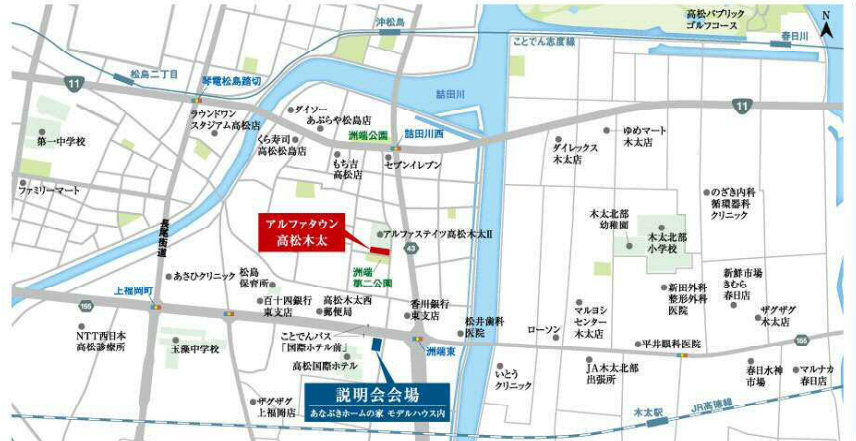 沖松島
高松パブリック
ゴルフコース
N
ことでん志度線
春日川
松島二丁目
琴電松島踏切
11
詰田川
11
ラウンドワン
スタジアム高松店
ダイソー
あぶらや松島店
くら寿司
高松松島店
洲端公園
詰田川西
もち吉
高松店
セブンイレブン
ダイレックス
木太店
ゆめマート
木太店
第一中学校
ファミリーマート
長尾街道
アルファタウン
高松木太
アルファステイツ高松木太Ⅱ
43
洲端
第二公園
木太北部
幼稚園
木太北部
小学校
のざき内科
循環器科
クリニック
あさひクリニック
松島
保育所
上福岡町
155
百十四銀行
東支店
高松木太西
郵便局
香川銀行
東支店
松井歯科
医院
マルヨシ
センター
木太店
新田外科
整形外科
医院
新鮮市場
きむら
春日店
ザグザグ
木太店
NTT西日本
高松診療所
玉藻中学校
ことでんバス
「国際ホテル前」
高松国際ホテル
洲端東
ローソン
平井眼科医院
155
いとう
クリニック
JA木太北部
出張所
春日水神
市場
マルナカ
春日店
ザグザグ
上福岡店
説明会会場
あなぶきホームの家 モデルハウス内
木太駅
JR高徳線